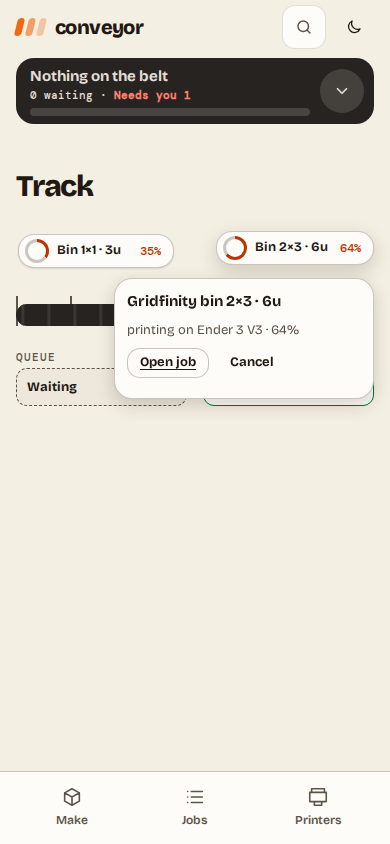 conveyor
Nothing on the belt
0 waiting · Needs you 1
Track
Bin 1×1 · 3u 35%
Bin 2×3 · 6u 64%
Gridfinity bin 2×3 · 6u
printing on Ender 3 V3 · 64%
Open job Cancel
QUEUE
Waiting
Make Jobs Printers